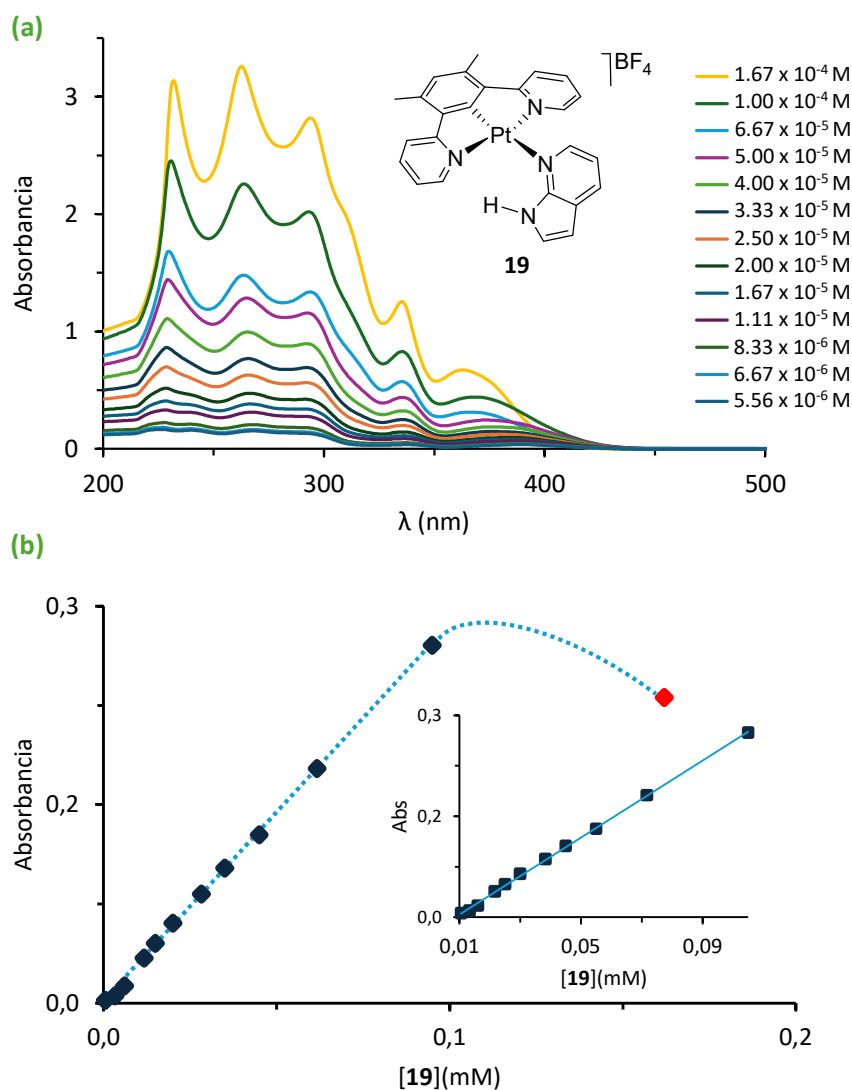 (a)
Absorbancia
3
2
1
0
200
300
400
500
λ (nm)
]BF4
N
Pt
N
N
H
N
19
1.67 x 10-4 M
1.00 x 10-4 M
6.67 x 10-5 M
5.00 x 10-5 M
4.00 x 10-5 M
3.33 x 10-5 M
2.50 x 10-5 M
2.00 x 10-5 M
1.67 x 10-5 M
1.11 x 10-5 M
8.33 x 10-6 M
6.67 x 10-6 M
5.56 x 10-6 M
(b)
Absorbancia
0,3
0,2
0,0
0,0
0,1
0,2
[19](mM)
Abs
0,3
0,2
0,0
0,01
0,05
0,09
[19](mM)